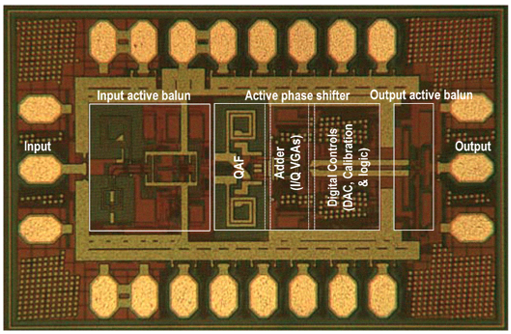 Input active balun
Active phase shifter
Output active balun
Input
QAF
Adder
(I/Q VGAs)
Digital Controls
(DAC, Calibration
& logic)
Output